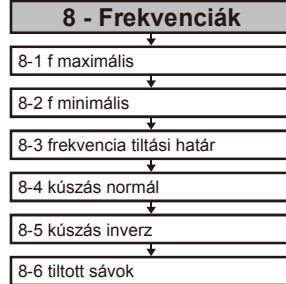 8 - Frekvenciák
8-1 f maximális
8-2 f minimális
8-3 frekvencia tiltási határ
8-4 kúszás normál
8-5 kúszás inverz
8-6 tiltott sávok